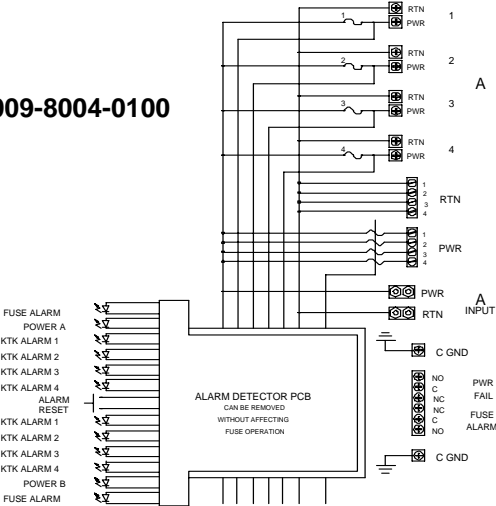 RTN
1
1
PWR
RTN
2
2
PWR
A
RTN
3
3
PWR
009-8004-0100
RTN
4
4
PWR
1
2
RTN
3
4
1
2
PWR
3
4
PWR
A
INPUT
RTN
FUSE ALARM
POWER A
KTK ALARM 1
KTK ALARM 2
KTK ALARM 3
KTK ALARM 4
ALARM
RESET
KTK ALARM 1
KTK ALARM 2
KTK ALARM 3
KTK ALARM 4
POWER B
FUSE ALARM
ALARM DETECTOR PCB
CAN BE REMOVED
WITHOUT AFFECTING
FUSE OPERATION
C GND
NO
C
NC
NC
C
NO
PWR
FAIL
FUSE
ALARM
C GND